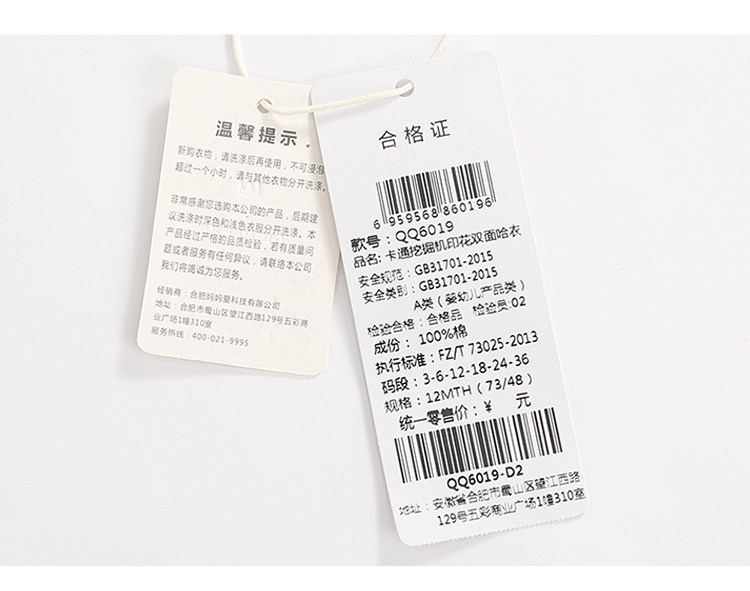 温馨提示.
新购衣物，请洗涤后再使用，不可浸泡
超过一个小时，请与其他衣物分开洗涤。
非常感谢您选购本公司的产品，后期建
议洗涤时深色和浅色衣服分开洗涤。本
产品经过严格的品质检验，若有质量问
题或者服务有任何异议，请联络本公司
我们将竭诚为您服务。
经销商：合肥妈妈爱科技有限公司
地址：合肥市蜀山区望江西路129号五彩商
业广场1幢310室
服务热线：400-021-9995
合格证
6 959568 860196
款号：QQ6019
品名: 卡通挖掘机印花双面哈衣
安全规范：GB31701-2015
安全类别：GB31701-2015
A类（婴幼儿产品类）
检验合格：合格品 检验员:02
成份： 100%棉
执行标准：FZ/T 73025-2013
码段：3-6-12-18-24-36
规格：12MTH（73/48）
统一零售价：¥ 元
QQ6019-D2
地址：安徽省合肥市蜀山区望江西路
129号五彩商业广场1幢310室